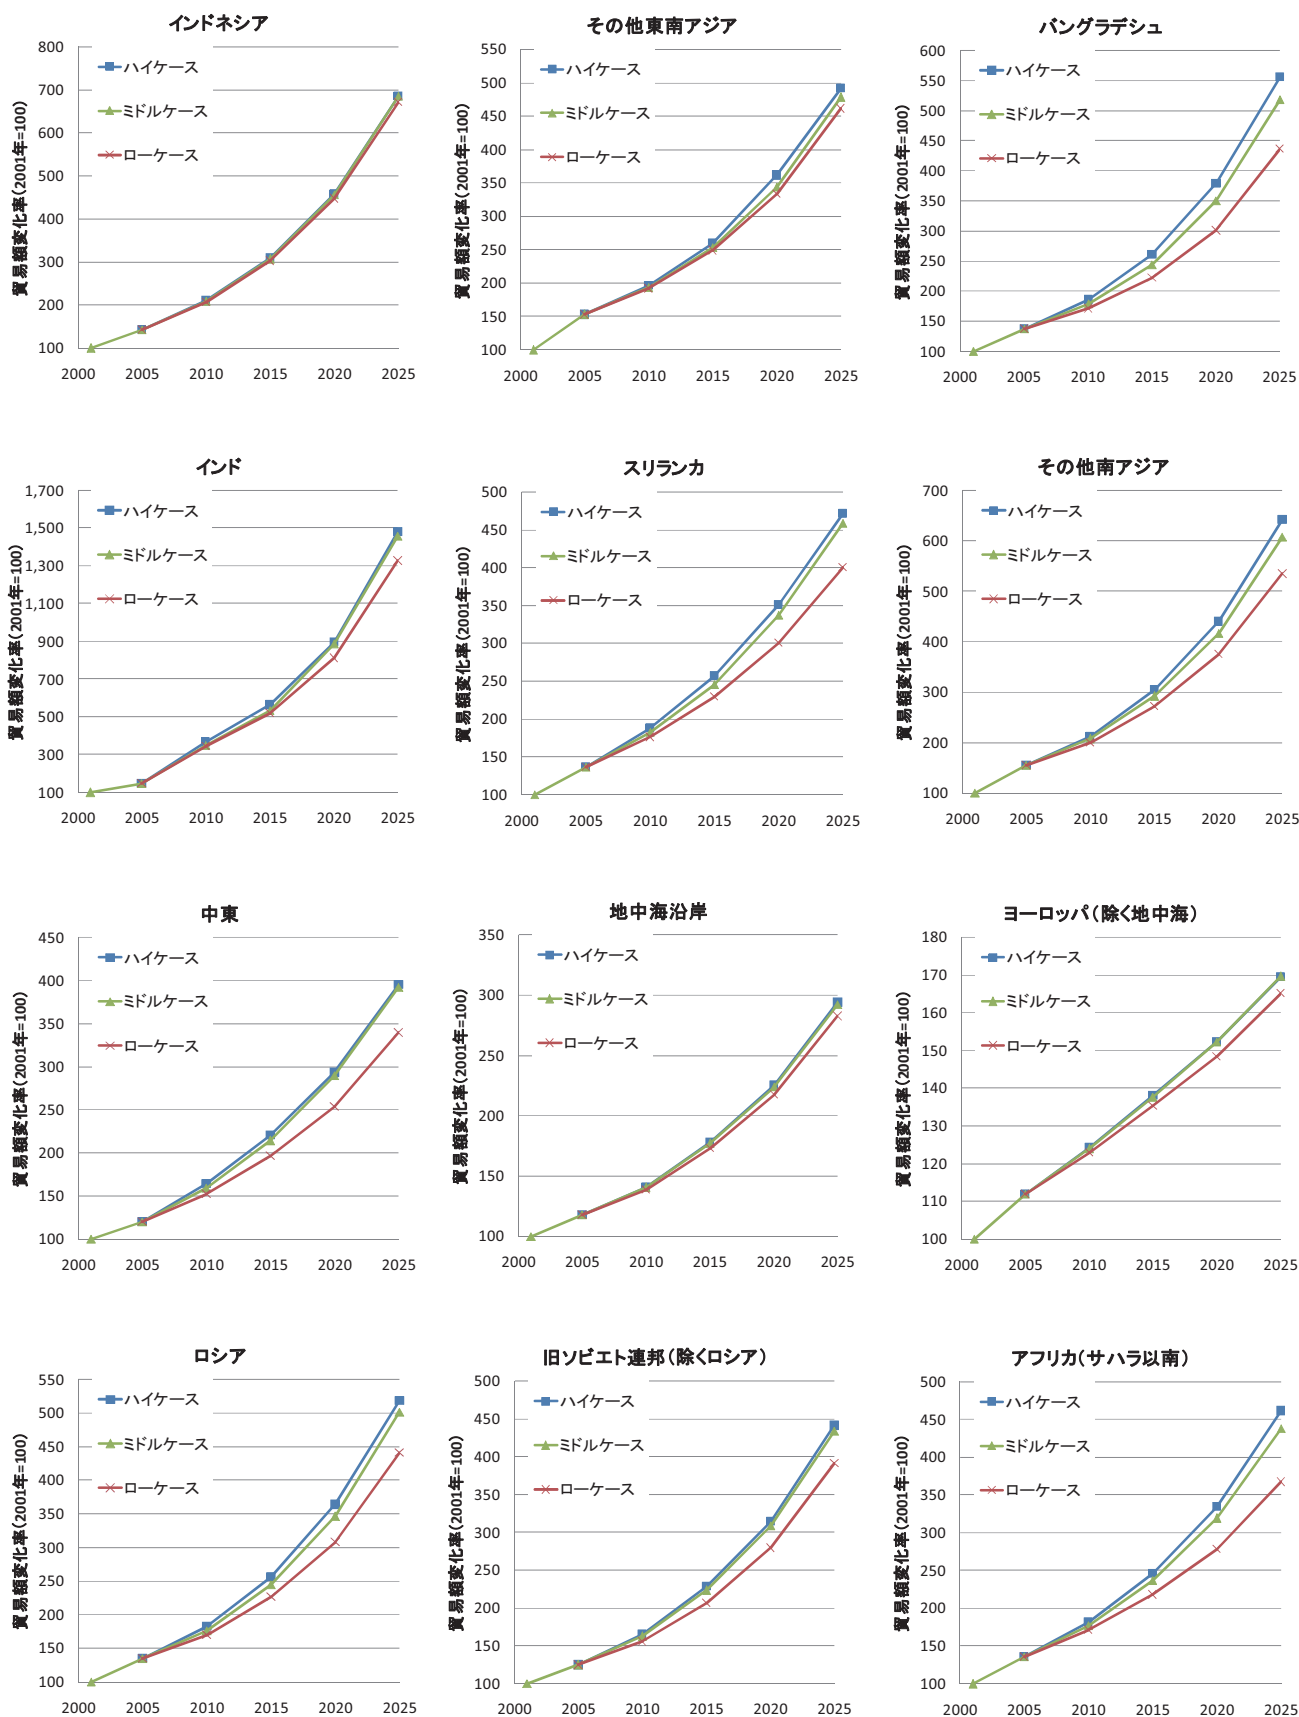 インドネシア
貿易額変化率(2001年=100)
800
700
600
500
400
300
200
100
ハイケース
ミドルケース
ローケース
2000 2005 2010 2015 2020 2025
その他東南アジア
550
500
450
400
350
300
250
200
150
100
ハイケース
ミドルケース
ローケース
2000 2005 2010 2015 2020 2025
バングラデシュ
貿易額変化率(2001年=100)
600
550
500
450
400
350
300
250
200
150
100
ハイケース
ミドルケース
ローケース
2000 2005 2010 2015 2020 2025
インド
貿易額変化率(2001年=100)
1,700
1,500
1,300
1,100
900
700
500
300
100
ハイケース
ミドルケース
ローケース
2000 2005 2010 2015 2020 2025
スリランカ
貿易額変化率(2001年=100)
500
450
400
350
300
250
200
150
100
ハイケース
ミドルケース
ローケース
2000 2005 2010 2015 2020 2025
その他南アジア
貿易額変化率(2001年=100)
700
600
500
400
300
200
100
ハイケース
ミドルケース
ローケース
2000 2005 2010 2015 2020 2025
中東
貿易額変化率(2001年=100)
450
400
350
300
250
200
150
100
ハイケース
ミドルケース
ローケース
2000 2005 2010 2015 2020 2025
地中海沿岸
貿易額変化率(2001年=100)
350
300
250
200
150
100
ハイケース
ミドルケース
ローケース
2000 2005 2010 2015 2020 2025
ヨーロッパ(除く地中海)
貿易額変化率(2001年=100)
180
170
160
150
140
130
120
110
100
ハイケース
ミドルケース
ローケース
2000 2005 2010 2015 2020 2025
ロシア
貿易額変化率(2001年=100)
550
500
450
400
350
300
250
200
150
100
ハイケース
ミドルケース
ローケース
2000 2005 2010 2015 2020 2025
旧ソビエト連邦(除くロシア)
貿易額変化率(2001年=100)
500
450
400
350
300
250
200
150
100
ハイケース
ミドルケース
ローケース
2000 2005 2010 2015 2020 2025
アフリカ(サハラ以南)
貿易額変化率(2001年=100)
500
450
400
350
300
250
200
150
100
ハイケース
ミドルケース
ローケース
2000 2005 2010 2015 2020 2025